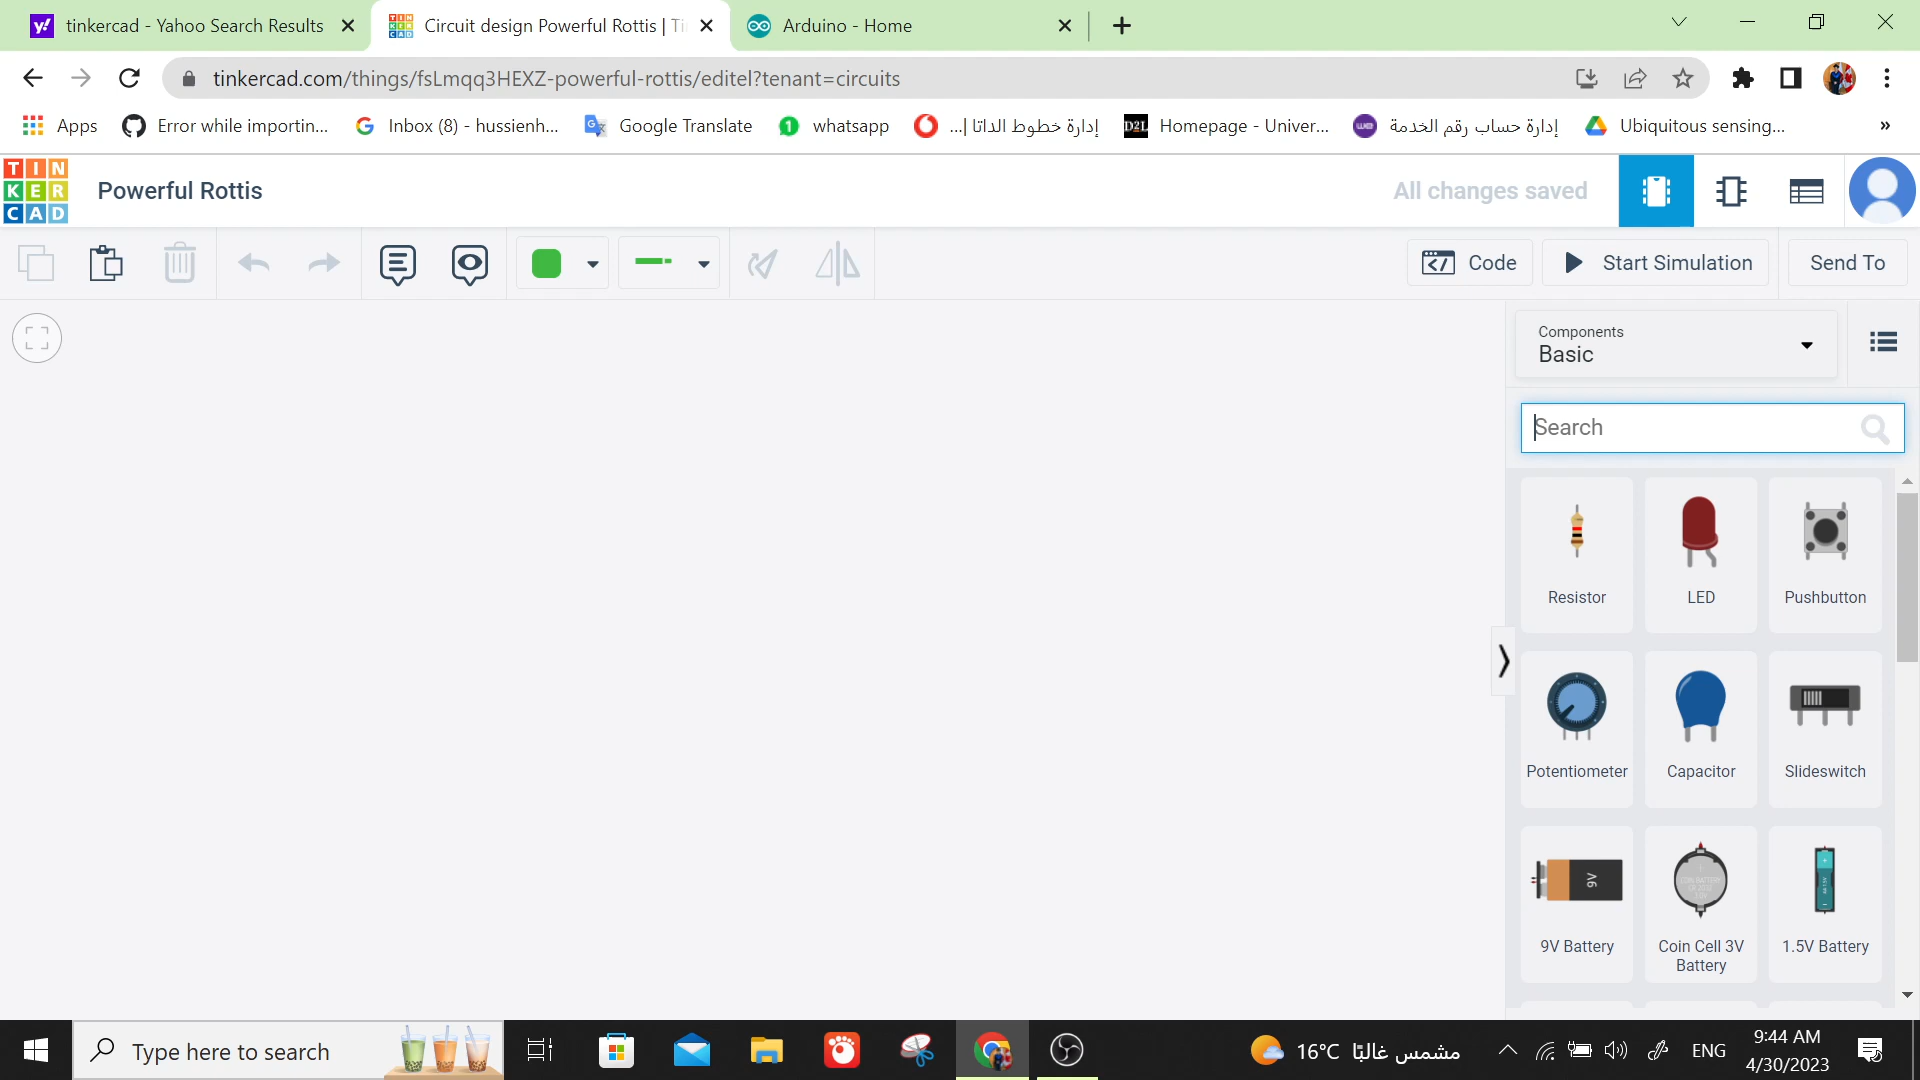 tinkercad - Yahoo Search Results
Circuit design Powerful Rottis | Ti
Arduino - Home
tinkercad.com/things/fsLmqq3HEXZ-powerful-rottis/editel?tenant=circuits
Apps
Error while importin...
Inbox (8) - hussienh...
Google Translate
1
whatsapp
إدارة خطوط الداتا |...
D2L
Homepage - Univer...
إدارة حساب رقم الخدمة
Ubiquitous sensing...
»
TIN
KER
CAD
Powerful Rottis
All changes saved
Code
Start Simulation
Send To
Components
Basic
Search
Resistor
LED
Pushbutton
Potentiometer
Capacitor
Slideswitch
9V
9V Battery
Coin Cell 3V
Battery
1.5V Battery
Type here to search
16°C مشمس غالبًا
ENG
9:44 AM
4/30/2023